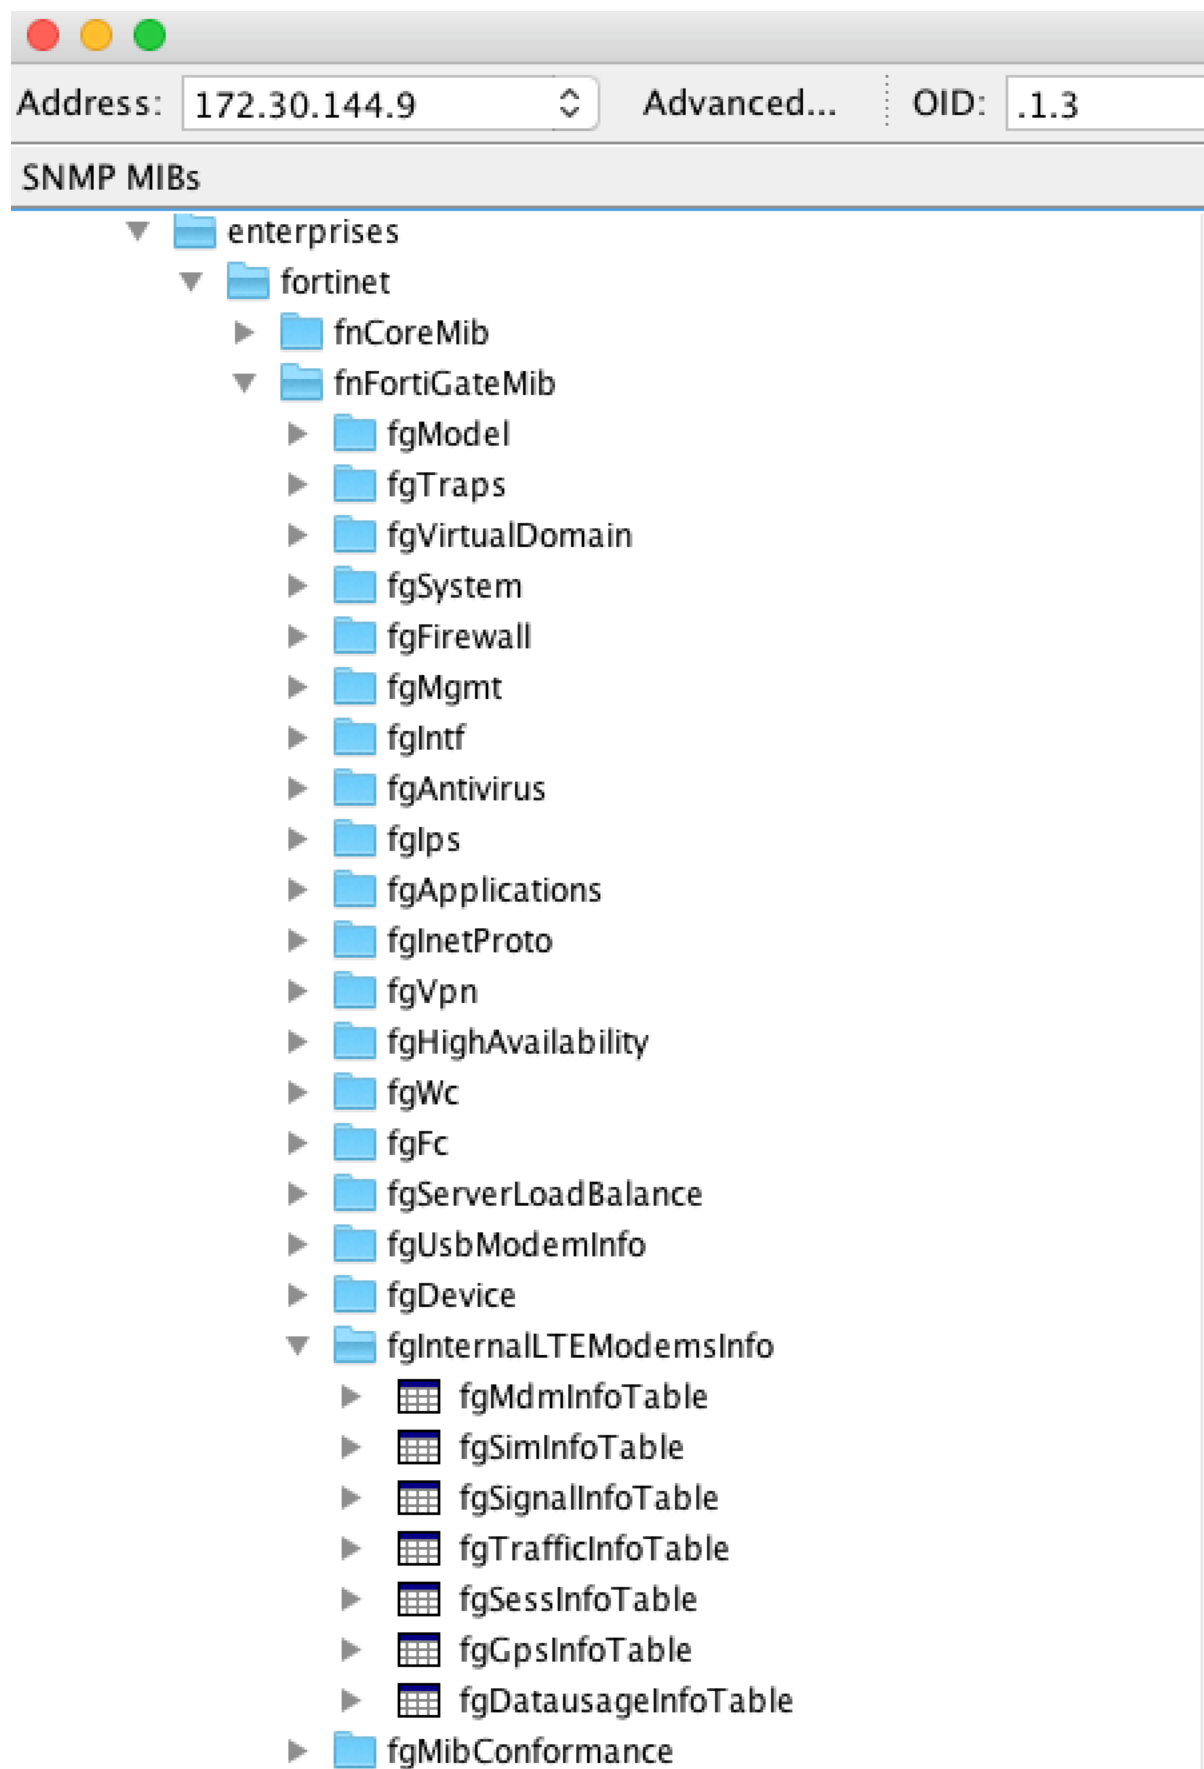 Address: 172.30.144.9 Advanced... OID: .1.3
SNMP MIBs
enterprises
fortinet
fnCoreMib
fnFortiGateMib
fgModel
fgTraps
fgVirtualDomain
fgSystem
fgFirewall
fgMgmt
fgIntf
fgAntivirus
fgIps
fgApplications
fgInetProto
fgVpn
fgHighAvailability
fgWc
fgFc
fgServerLoadBalance
fgUsbModemInfo
fgDevice
fgInternalLTEModemsInfo
fgMdmInfoTable
fgSimInfoTable
fgSignalInfoTable
fgTrafficInfoTable
fgSessInfoTable
fgGpsInfoTable
fgDatausageInfoTable
fgMibConformance